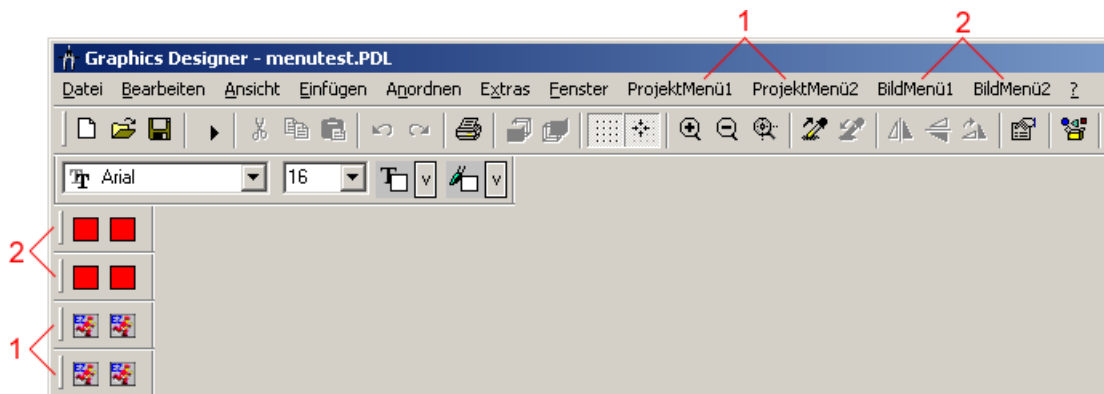 1 2
Graphics Designer - menutest.PDL
Datei Bearbeiten Ansicht Einfügen Anordnen Extras Fenster ProjektMenü1 ProjektMenü2 BildMenü1 BildMenü2 ?
Arial 16 T v v
2
1